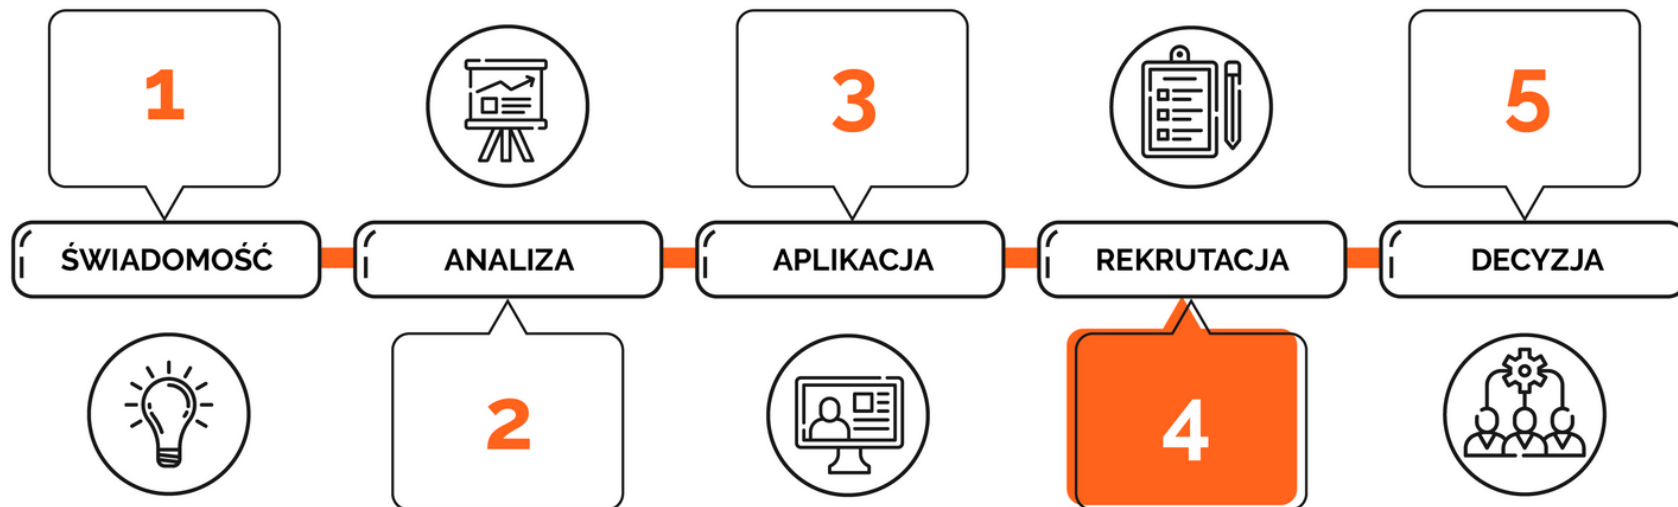 1
3
5
ŚWIADOMOŚĆ
ANALIZA
APLIKACJA
REKRUTACJA
DECYZJA
2
4